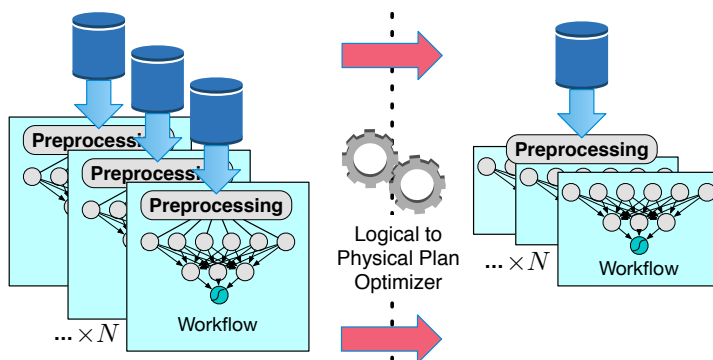 Preprocessing
Preprocessing
Preprocessing
Workflow
... × N
Logical to
Physical Plan
Optimizer
Preprocessing
Workflow
... × N